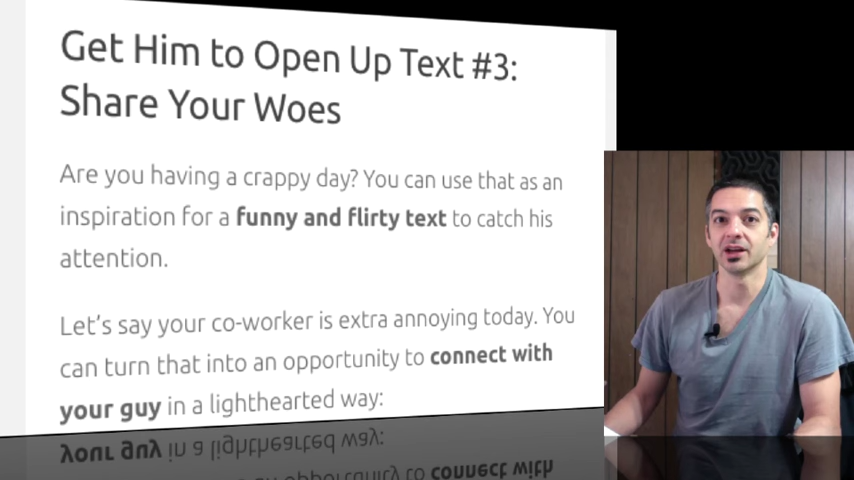 Get Him to Open Up Text #3:
Share Your Woes
Are you having a crappy day? You can use that as an
inspiration for a funny and flirty text to catch his
attention.
Let's say your co-worker is extra annoying today. You
can turn that into an opportunity to connect with
your guy in a lighthearted way: